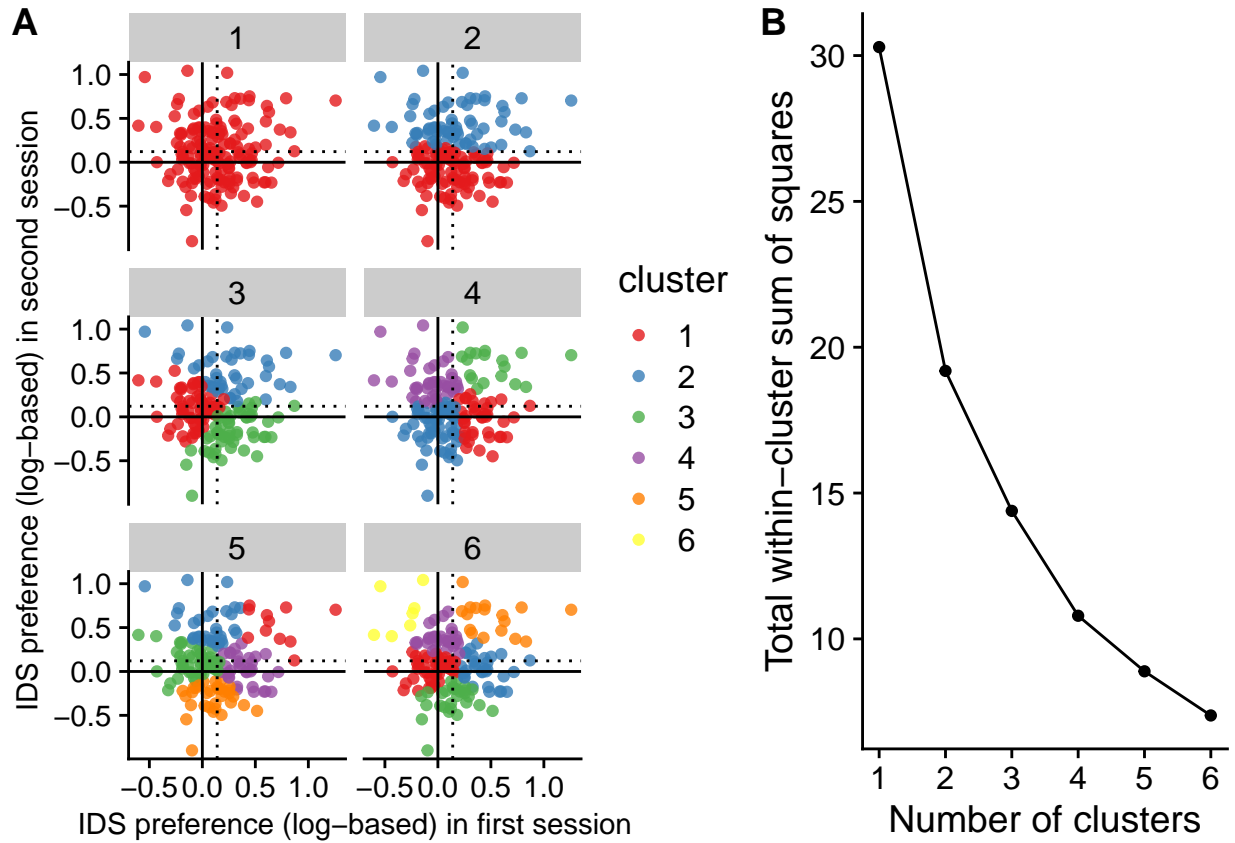 A
B
1
2
1.0
0.5
0.0
−0.5
3
4
1.0
0.5
0.0
−0.5
5
6
1.0
0.5
0.0
−0.5
−0.5 0.0 0.5 1.0
−0.5 0.0 0.5 1.0
IDS preference (log−based) in first session
IDS preference (log−based) in second session
cluster
1
2
3
4
5
6
30
25
20
15
10
1 2 3 4 5 6
Number of clusters
Total within−cluster sum of squares